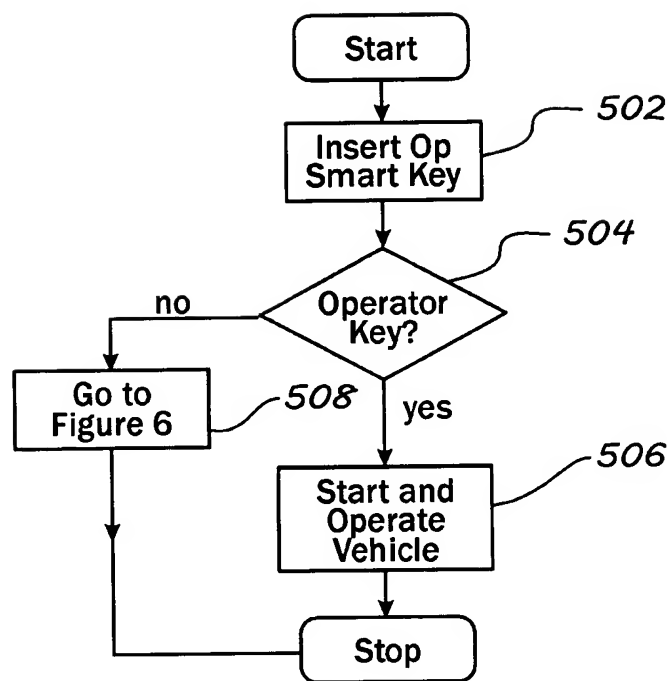 Start
502
Insert Op
Smart Key
504
Operator
Key?
no
yes
Go to
Figure 6
508
506
Start and
Operate
Vehicle
Stop